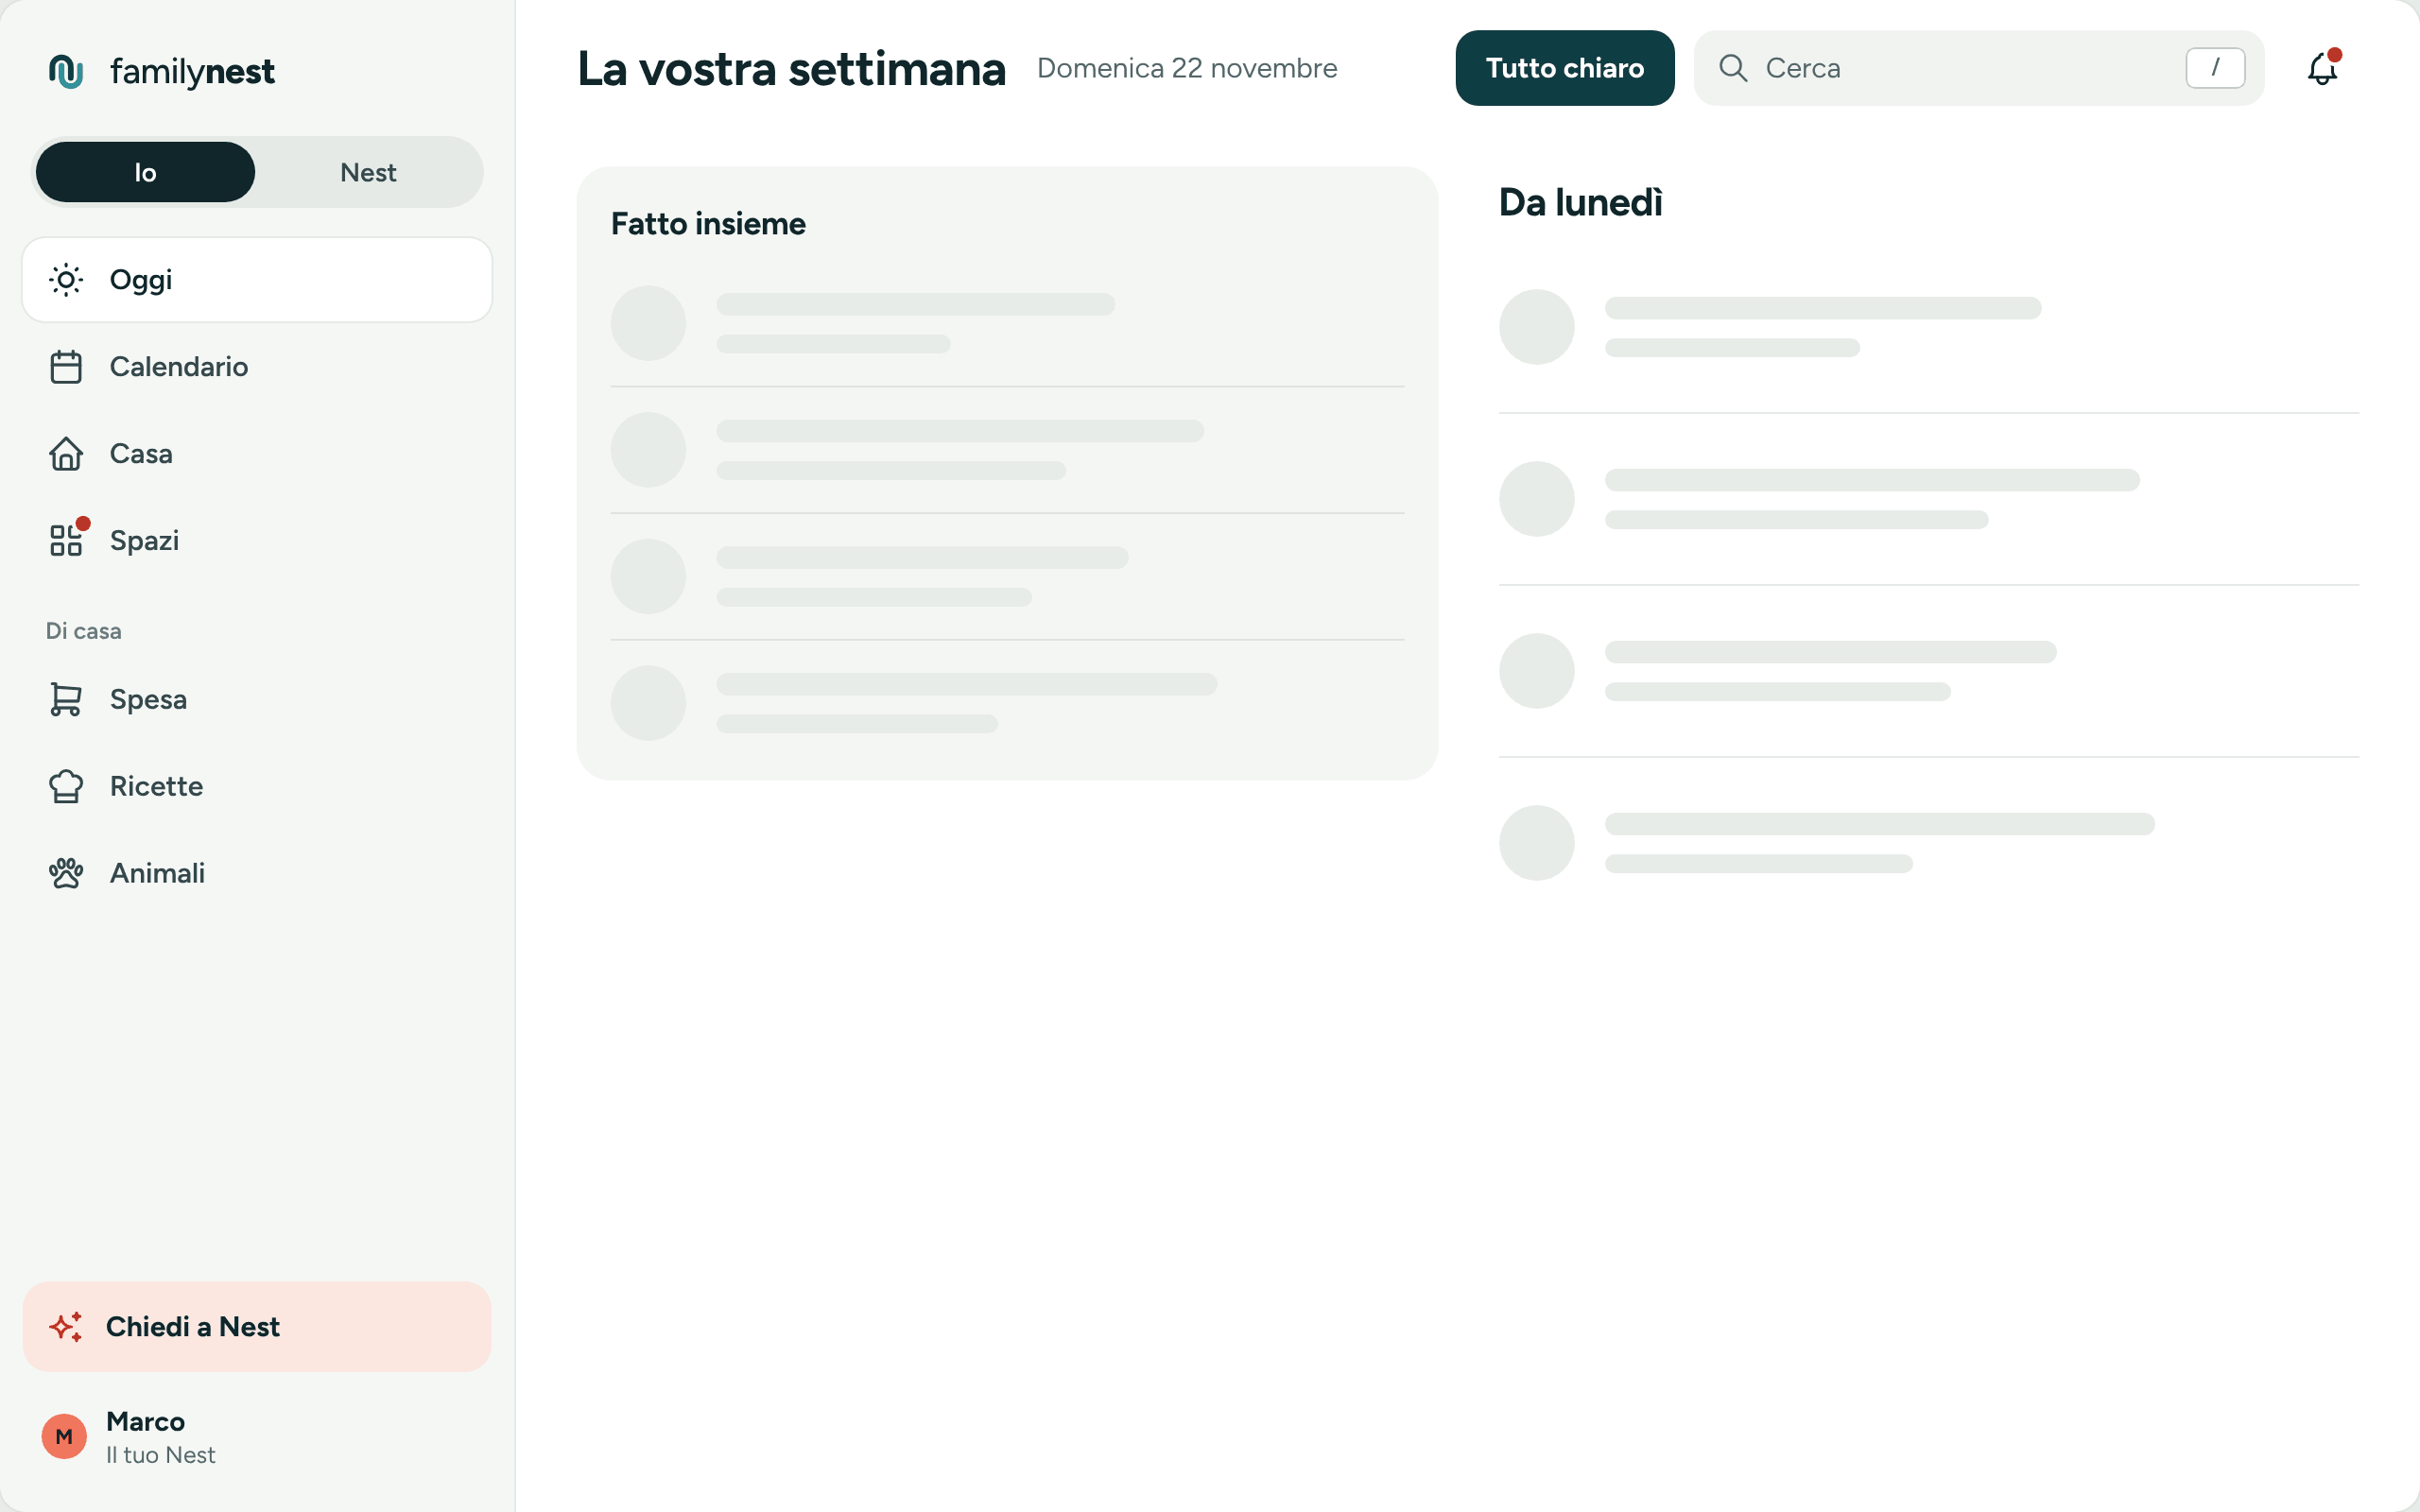 familynest
Io
Nest
Oggi
Calendario
Casa
Spazi
Di casa
Spesa
Ricette
Animali
Chiedi a Nest
M
Marco
Il tuo Nest
La vostra settimana
Domenica 22 novembre
Tutto chiaro
Cerca
/
Fatto insieme
Da lunedì